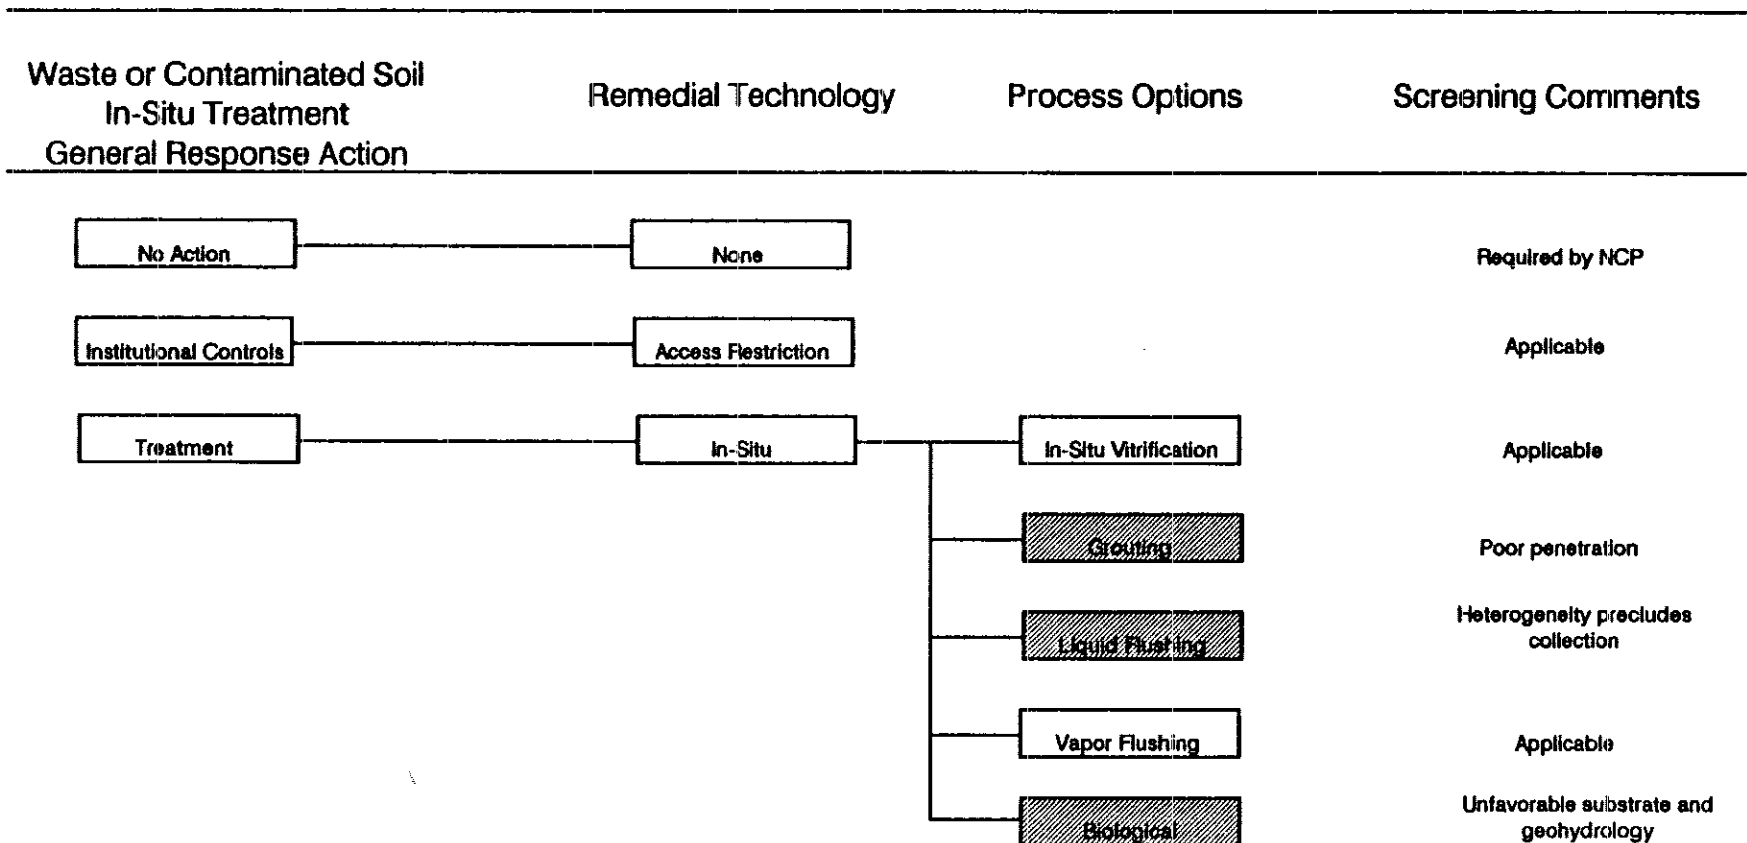 Waste or Contaminated Soil
In-Situ Treatment
General Response Action
Remedial Technology
Process Options
Screening Comments
No Action
None
Required by NCP
Institutional Controls
Access Restriction
Applicable
Treatment
In-Situ
In-Situ Vitrification
Applicable
Grouting
Poor penetration
Liquid Flushing
Heterogeneity precludes
collection
Vapor Flushing
Applicable
Biological
Unfavorable substrate and
geohydrology